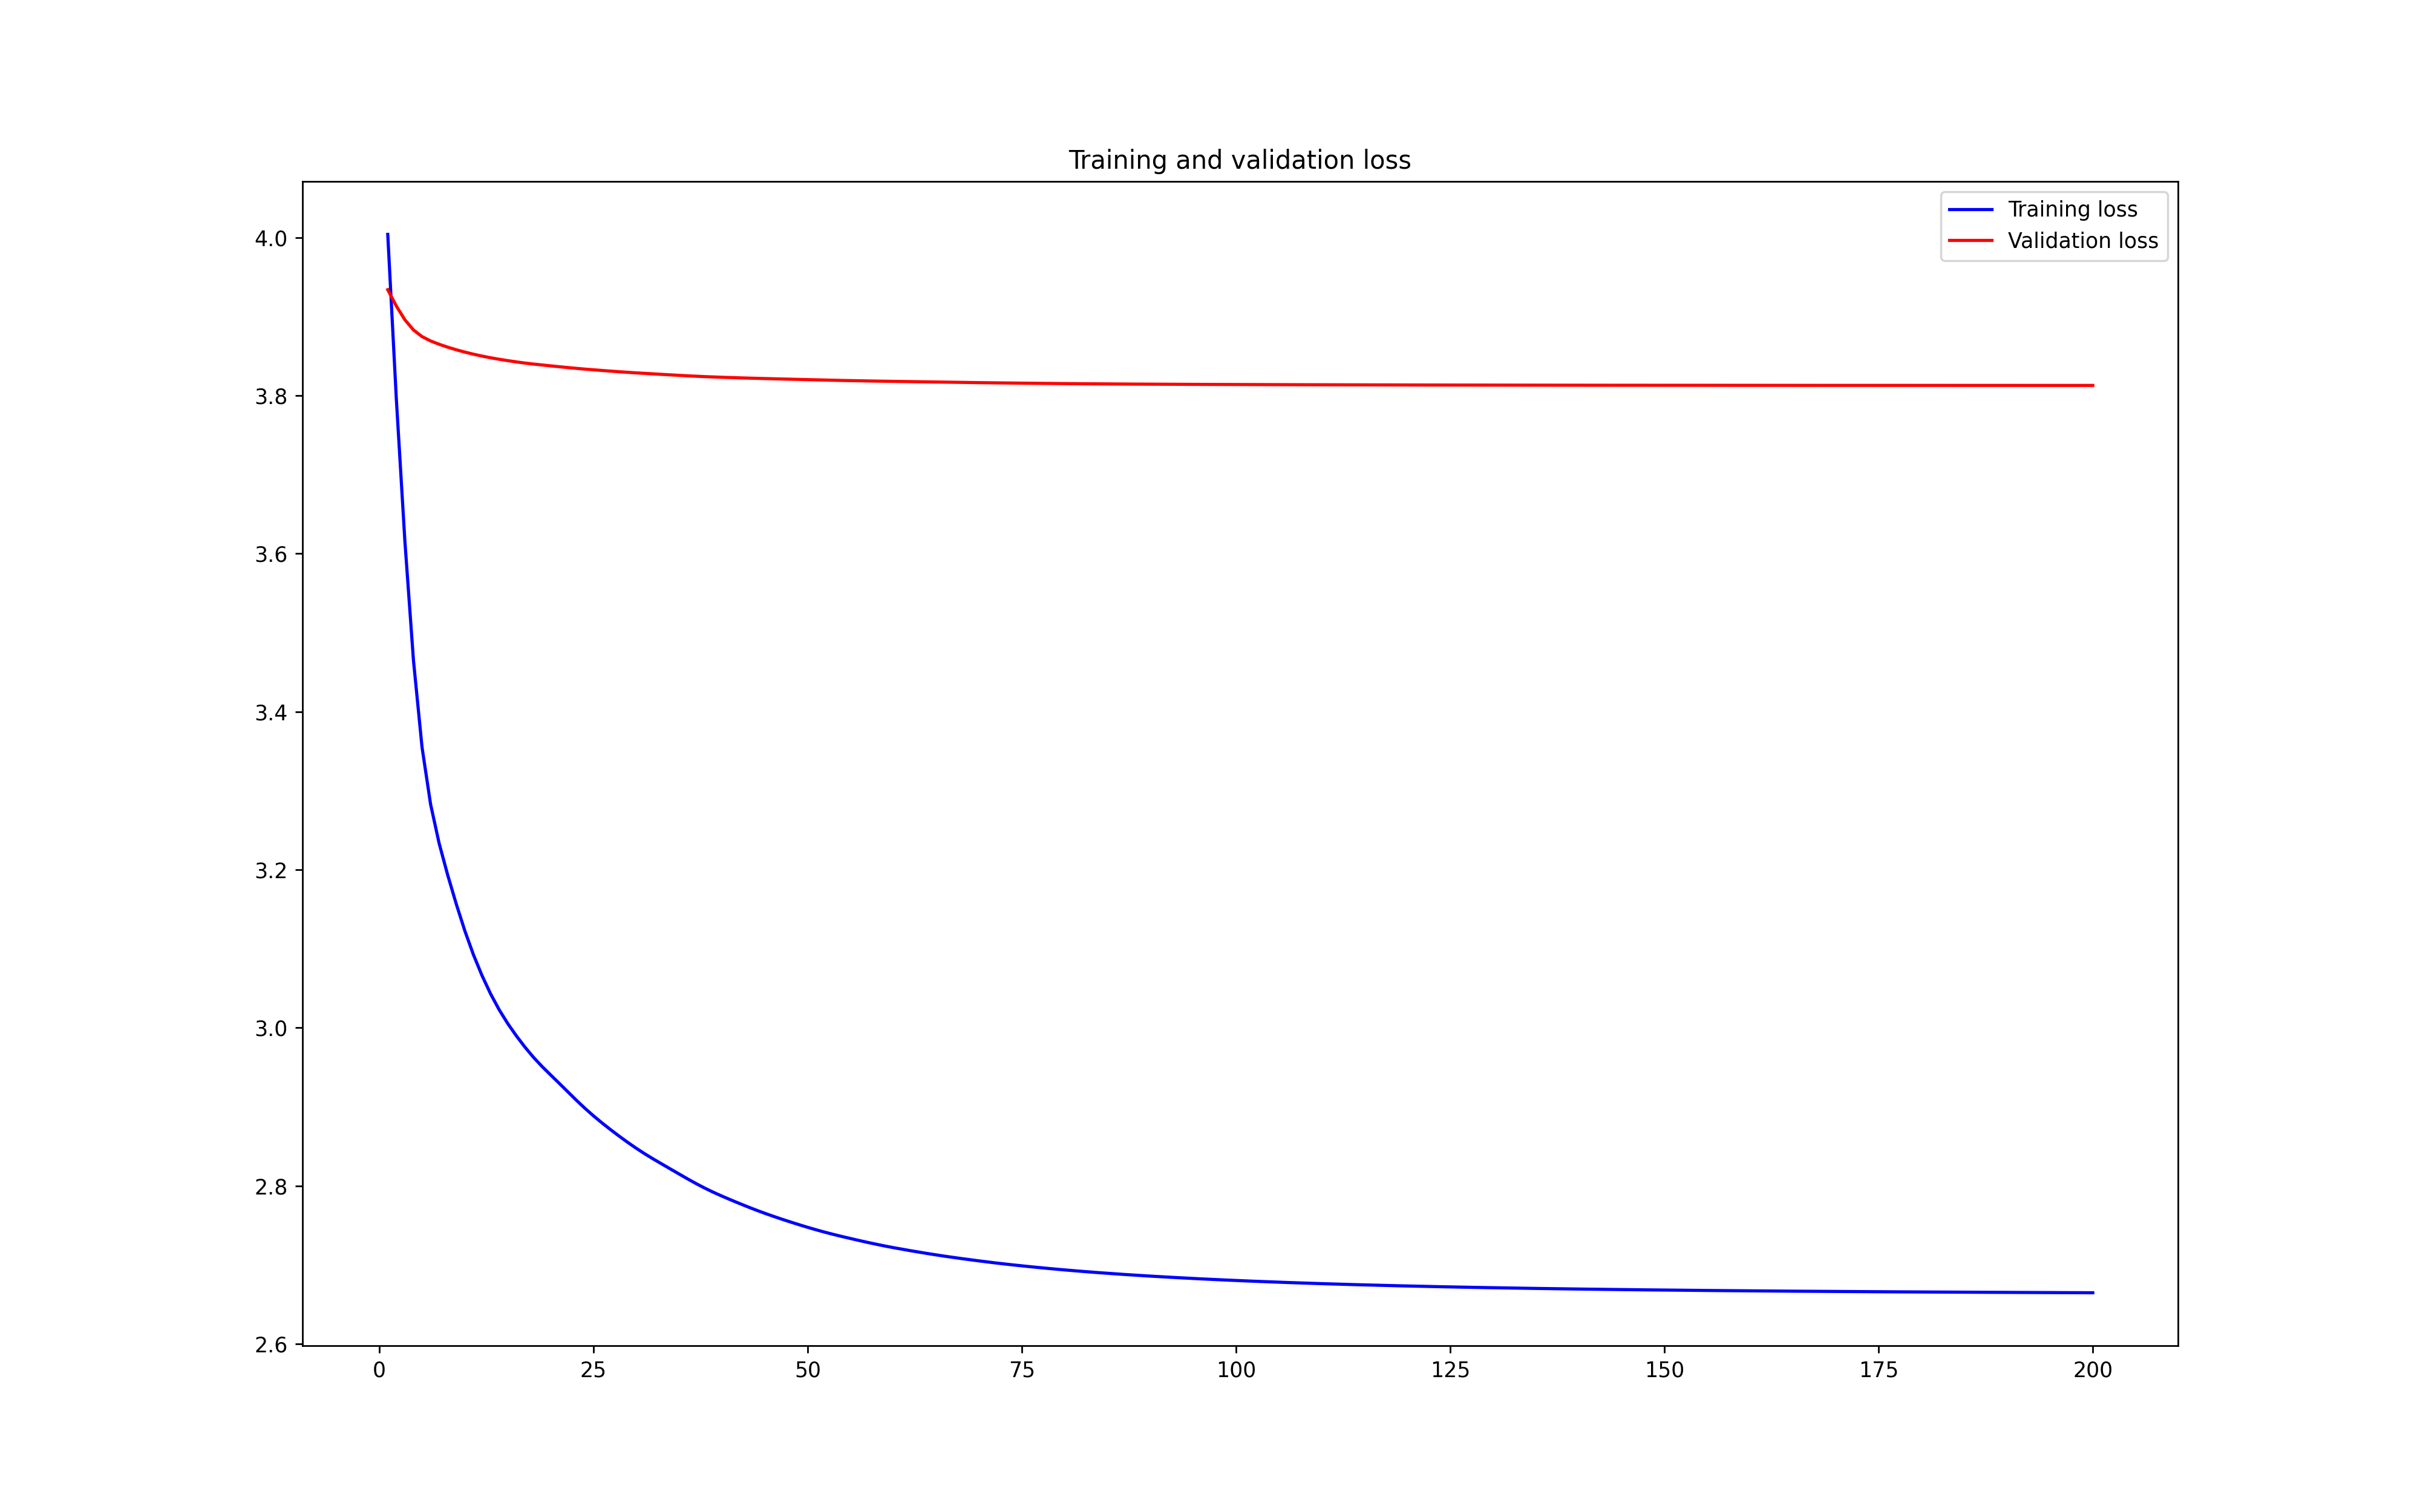 Training and validation loss
Training loss
Validation loss
4.0
3.8
3.6
3.4
3.2
3.0
2.8
2.6
0 25 50 75 100 125 150 175 200